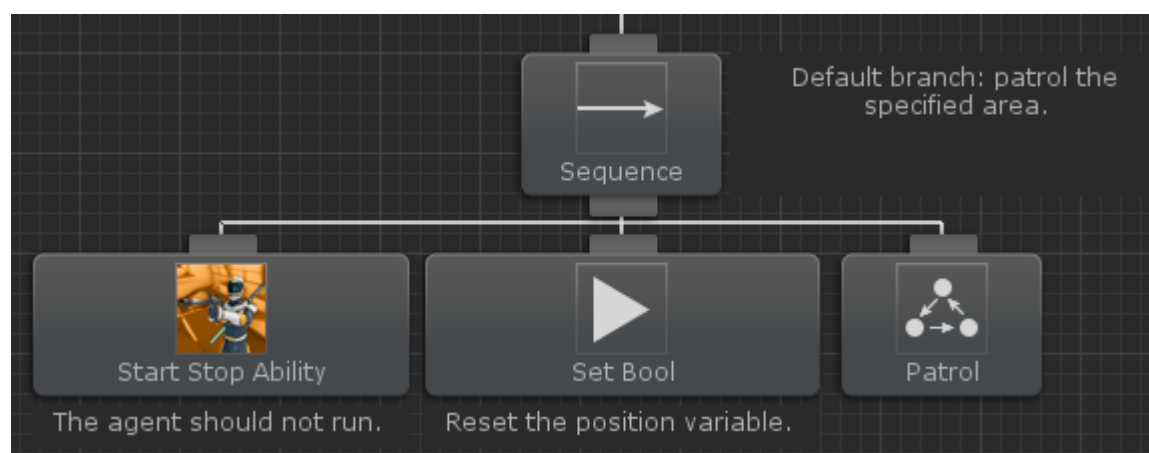 Default branch: patrol the
specified area.
Sequence
Start Stop Ability
Set Bool
Patrol
The agent should not run.
Reset the position variable.